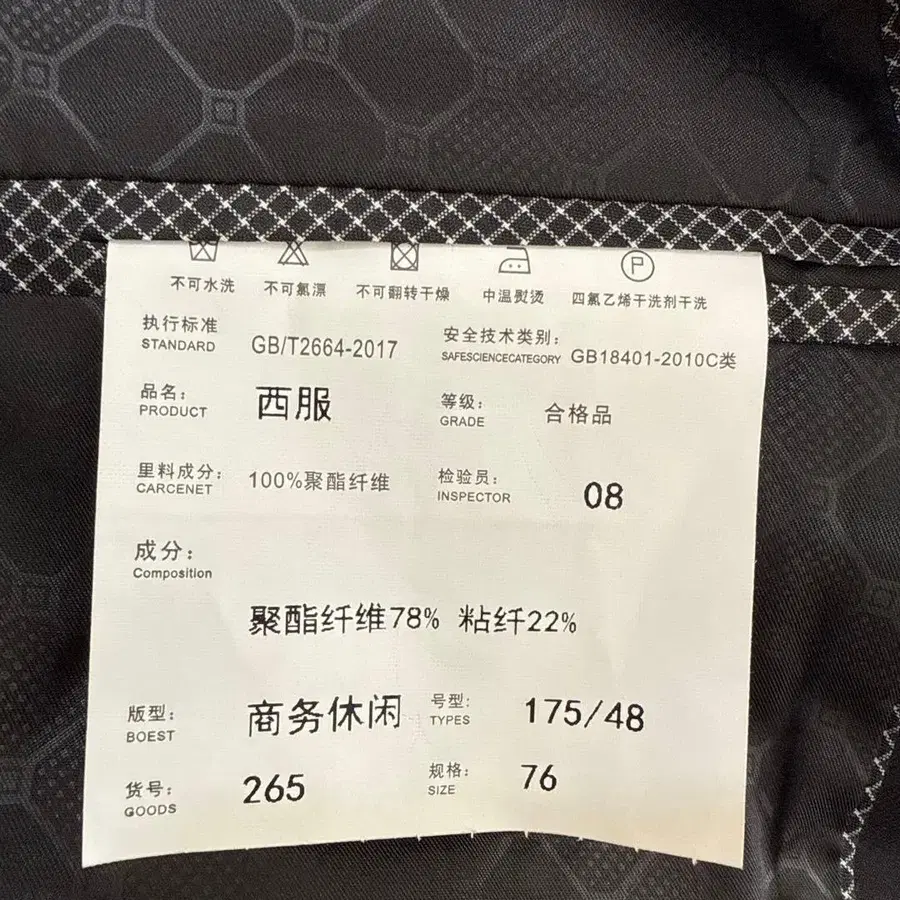 不可水洗 不可氯漂 不可翻转干燥 中温熨烫 四氯乙烯干洗剂干洗
执行标准 STANDARD GB/T2664-2017 安全技术类别: SAFESCIENCECATEGORY GB18401-2010C类
品名: PRODUCT 西服 等级: GRADE 合格品
里料成分: CARCENET 100%聚酯纤维 检验员: INSPECTOR 08
成分:
Composition
聚酯纤维78% 粘纤22%
版型: BOEST 商务休闲 号型: TYPES 175/48
货号: GOODS 265 规格: SIZE 76